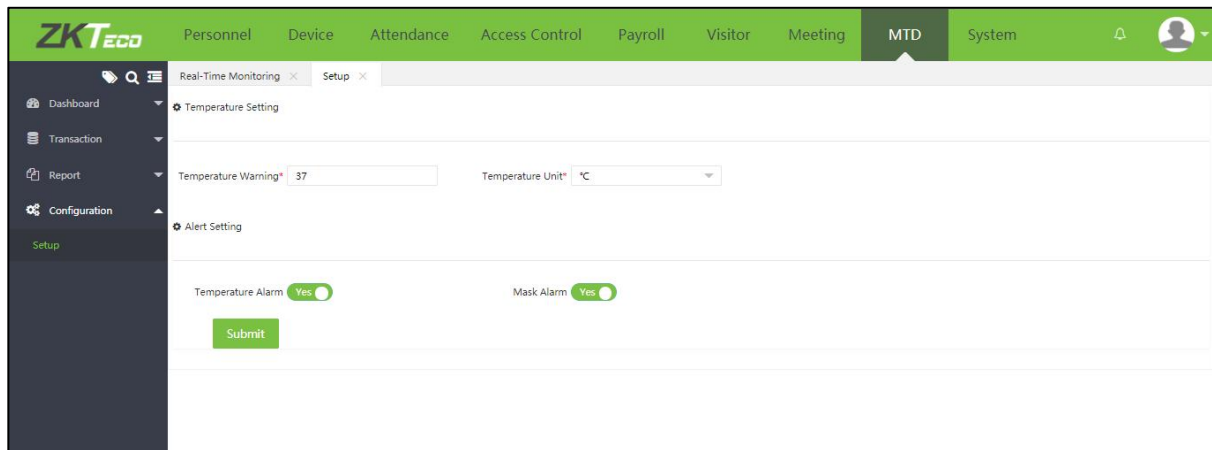 ZKTECO Personnel Device Attendance Access Control Payroll Visitor Meeting MTD System
Real-Time Monitoring Setup
Dashboard
Transaction
Report
Configuration
Setup
Temperature Setting
Temperature Warning* 37 Temperature Unit* °C
Alert Setting
Temperature Alarm Yes Mask Alarm Yes
Submit